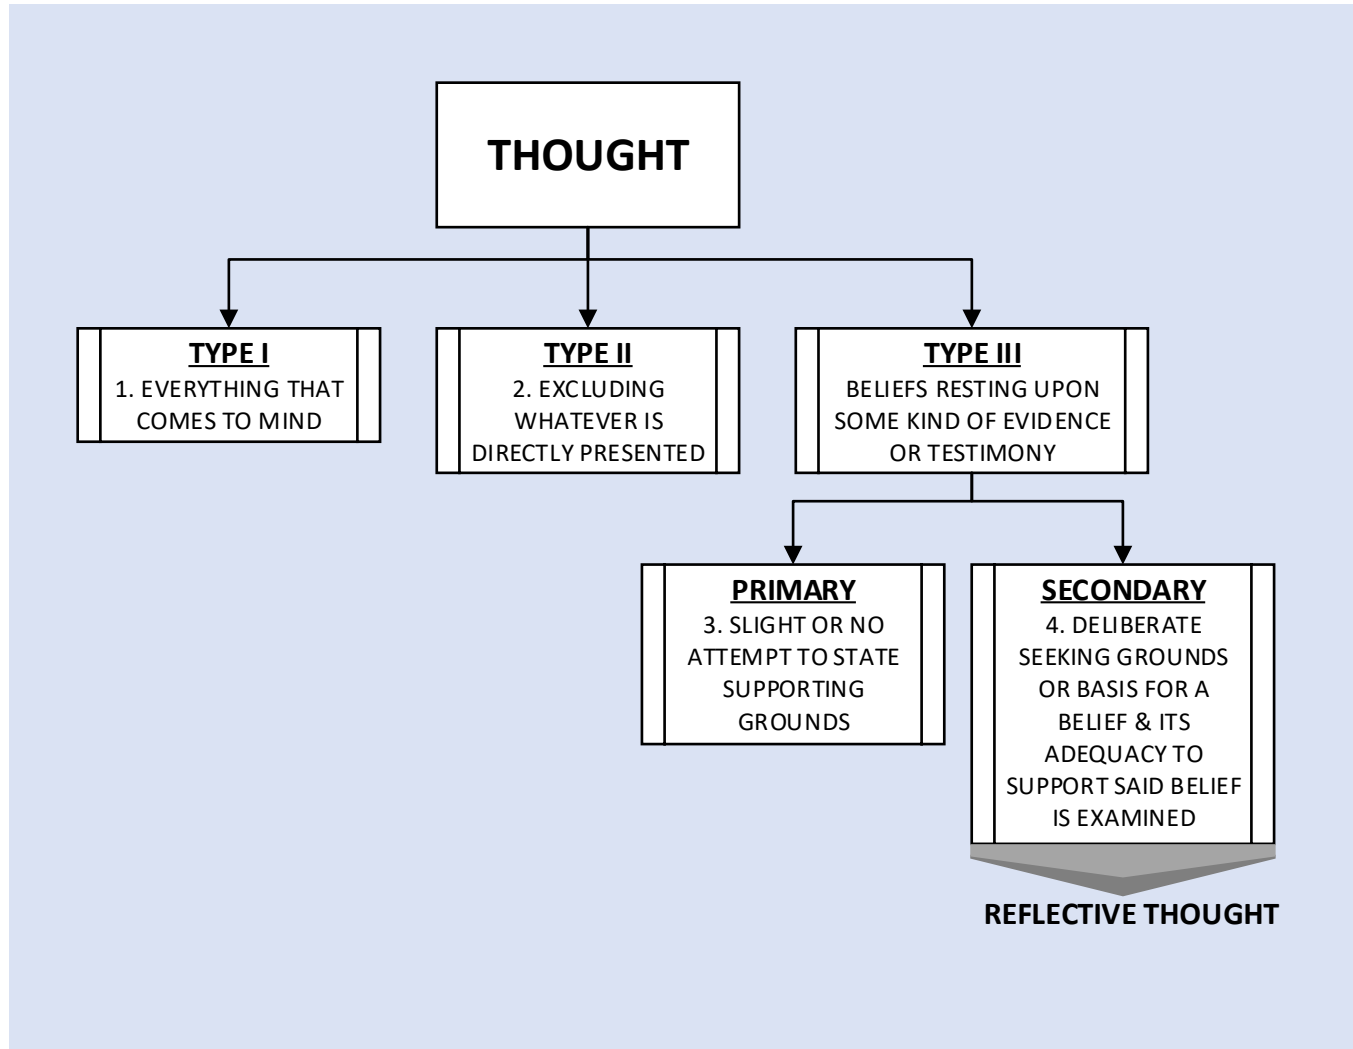 THOUGHT
TYPE I
1. EVERYTHING THAT
COMES TO MIND
TYPE II
2. EXCLUDING
WHATEVER IS
DIRECTLY PRESENTED
TYPE III
BELIEFS RESTING UPON
SOME KIND OF EVIDENCE
OR TESTIMONY
PRIMARY
3. SLIGHT OR NO
ATTEMPT TO STATE
SUPPORTING
GROUNDS
SECONDARY
4. DELIBERATE
SEEKING GROUNDS
OR BASIS FOR A
BELIEF & ITS
ADEQUACY TO
SUPPORT SAID BELIEF
IS EXAMINED
REFLECTIVE THOUGHT